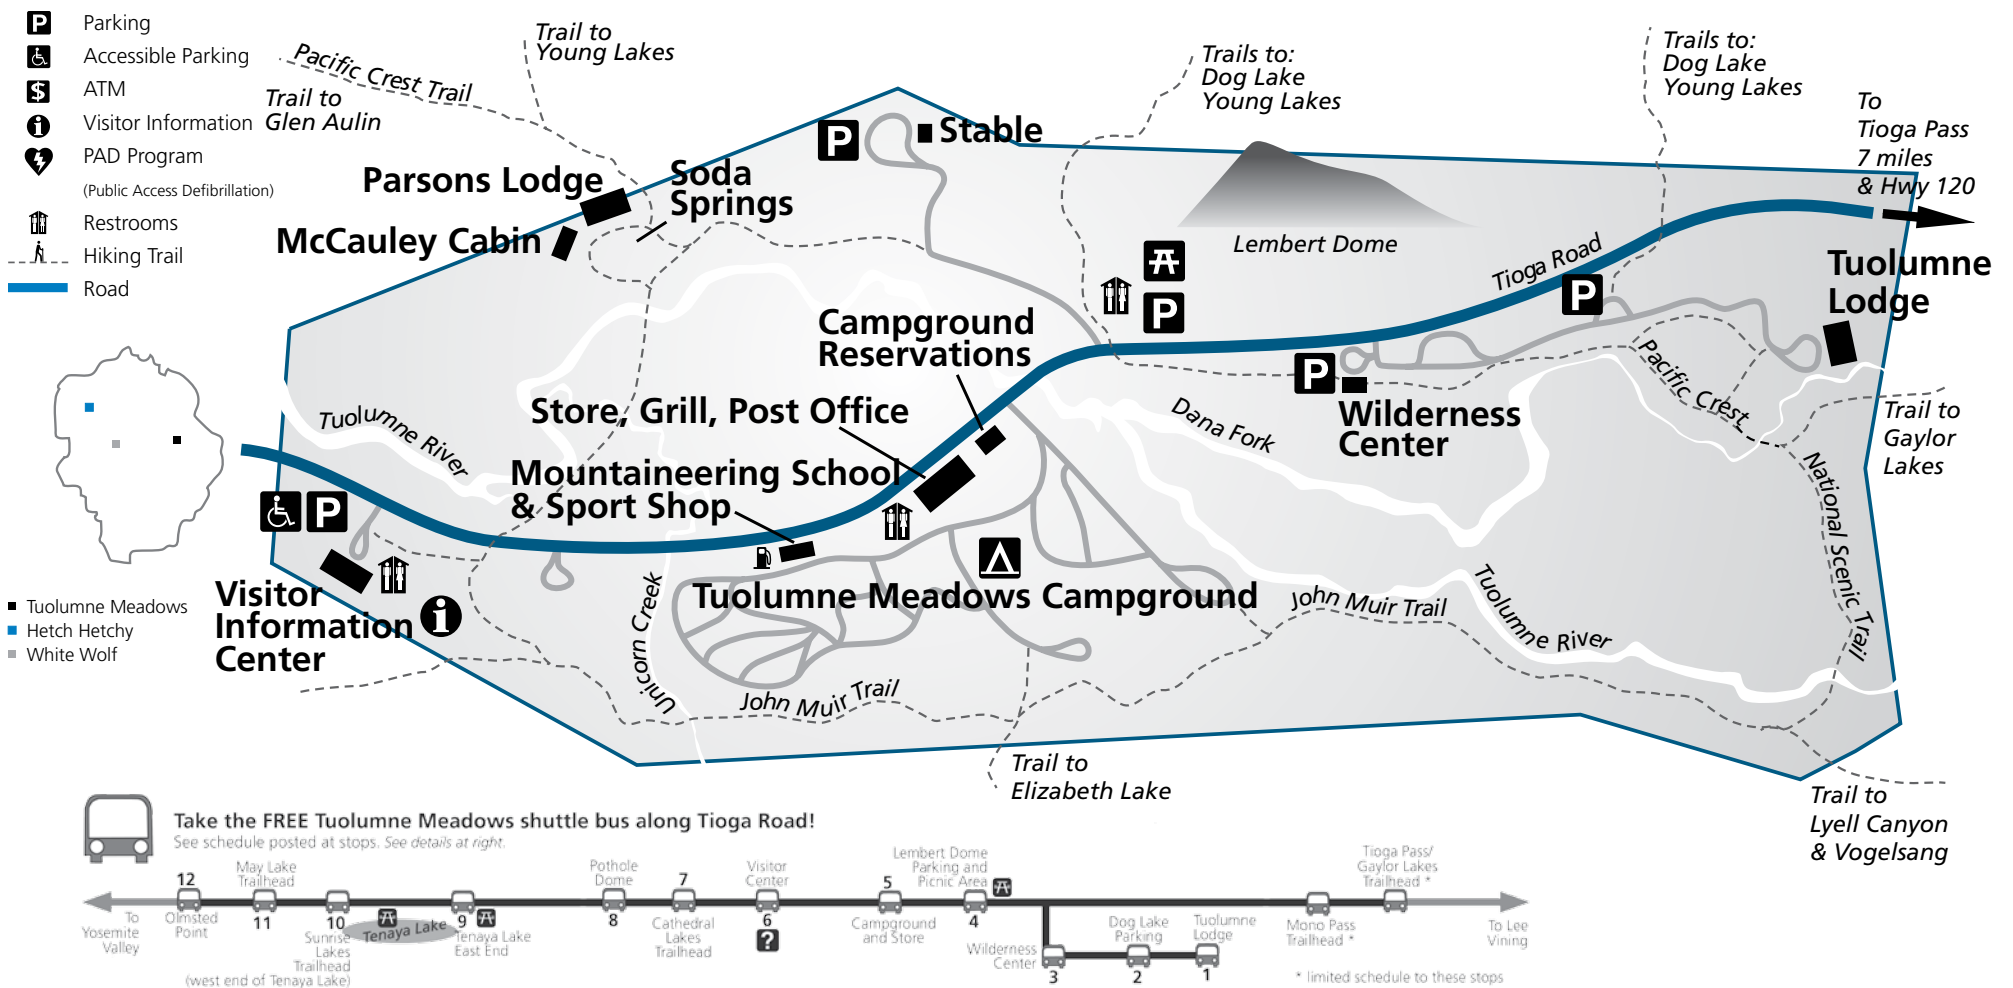 Parking
Accessible Parking
ATM
Visitor Information
PAD Program
(Public Access Defibrillation)
Restrooms
Hiking Trail
Road
Pacific Crest Trail
Trail to
Glen Aulin
Trail to
Young Lakes
Trails to:
Dog Lake
Young Lakes
Trails to:
Dog Lake
Young Lakes
To
Tioga Pass
7 miles
& Hwy 120
P
Stable
Parsons Lodge
Soda
Springs
McCauley Cabin
Lembert Dome
Tioga Road
P
P
Tuolumne
Lodge
Campground
Reservations
P
Wilderness
Center
Pacific Crest
National Scenic Trail
Trail to
Gaylor
Lakes
Store, Grill, Post Office
Dana Fork
Tuolumne River
Mountaineering School
& Sport Shop
P
Visitor
Information
Center
Tuolumne Meadows Campground
Unicorn Creek
John Muir Trail
John Muir Trail
Tuolumne River
Trail to
Elizabeth Lake
Trail to
Lyell Canyon
& Vogelsang
Tuolumne Meadows
Hetch Hetchy
White Wolf
Take the FREE Tuolumne Meadows shuttle bus along Tioga Road!
See schedule posted at stops. See details at right.
To
Yosemite
Valley
12
Olmsted
Point
May Lake
Trailhead
11
10
Sunrise
Lakes
Trailhead
(west end of Tenaya Lake)
Tenaya Lake
9
Tenaya Lake
East End
Pothole
Dome
8
7
Cathedral
Lakes
Trailhead
Visitor
Center
6
?
5
Campground
and Store
Lembert Dome
Parking and
Picnic Area
4
Wilderness
Center
3
Dog Lake
Parking
2
Tuolumne
Lodge
1
Mono Pass
Trailhead *
Tioga Pass/
Gaylor Lakes
Trailhead *
To Lee
Vining
* limited schedule to these stops